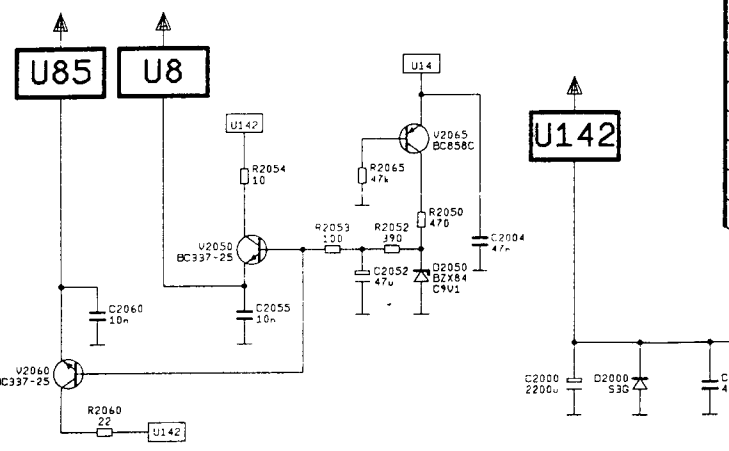 U85
U8
U14
U142
U142
V2065
BC858C
R2054
10
R2065
47k
R2050
470
R2053
100
R2052
390
C2004
47n
V2050
BC337-25
C2052
47u
D2050
BZX84
C9V1
C2060
10n
C2055
10n
V2060
BC337-25
C2000
2200u
D2000
S3G
C
4
R2060
22
U142